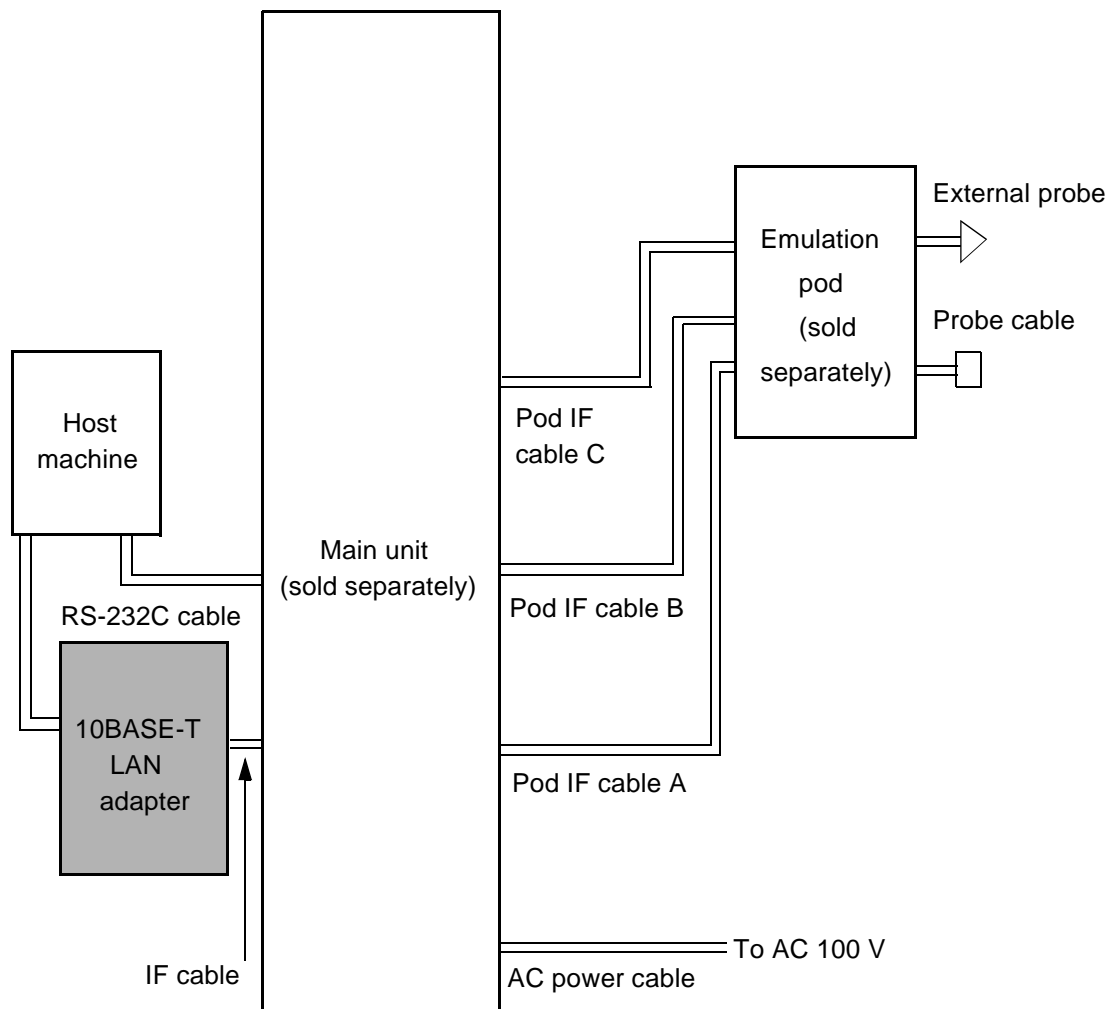 External probe
Emulation
pod
(sold
separately)
Probe cable
Host
machine
Pod IF
cable C
Main unit
(sold separately)
RS-232C cable
Pod IF cable B
10BASE-T
LAN
adapter
Pod IF cable A
IF cable
To AC 100 V
AC power cable